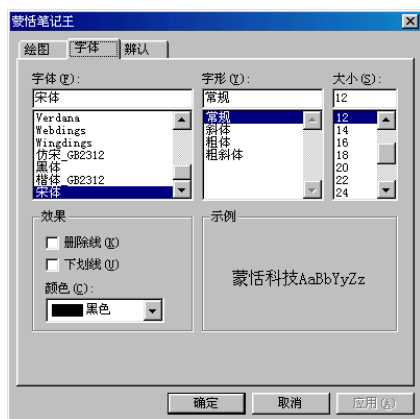 蒙恬笔记王
绘图 字体 辨认
字体(F): 字形(Y): 大小(S):
宋体 常规 12
Verdana 常规 12
Webdings 斜体 14
Wingdings 粗体 16
仿宋_GB2312 粗斜体 18
黑体 20
楷体_GB2312 22
宋体 24
效果 示例
删除线(K)
下划线(U)
颜色(C):
黑色
蒙恬科技AaBbYyZz
确定 取消 应用(A)